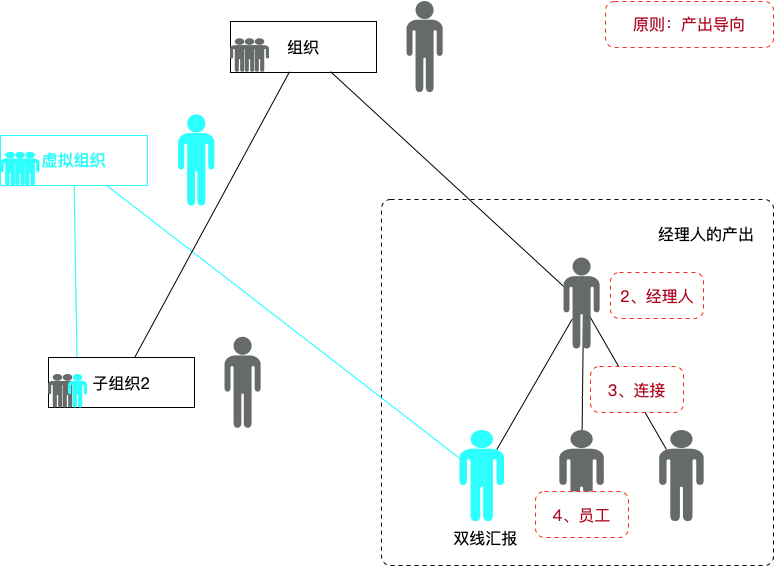 组织
原则：产出导向
虚拟组织
经理人的产出
2、经理人
子组织2
3、连接
4、员工
双线汇报